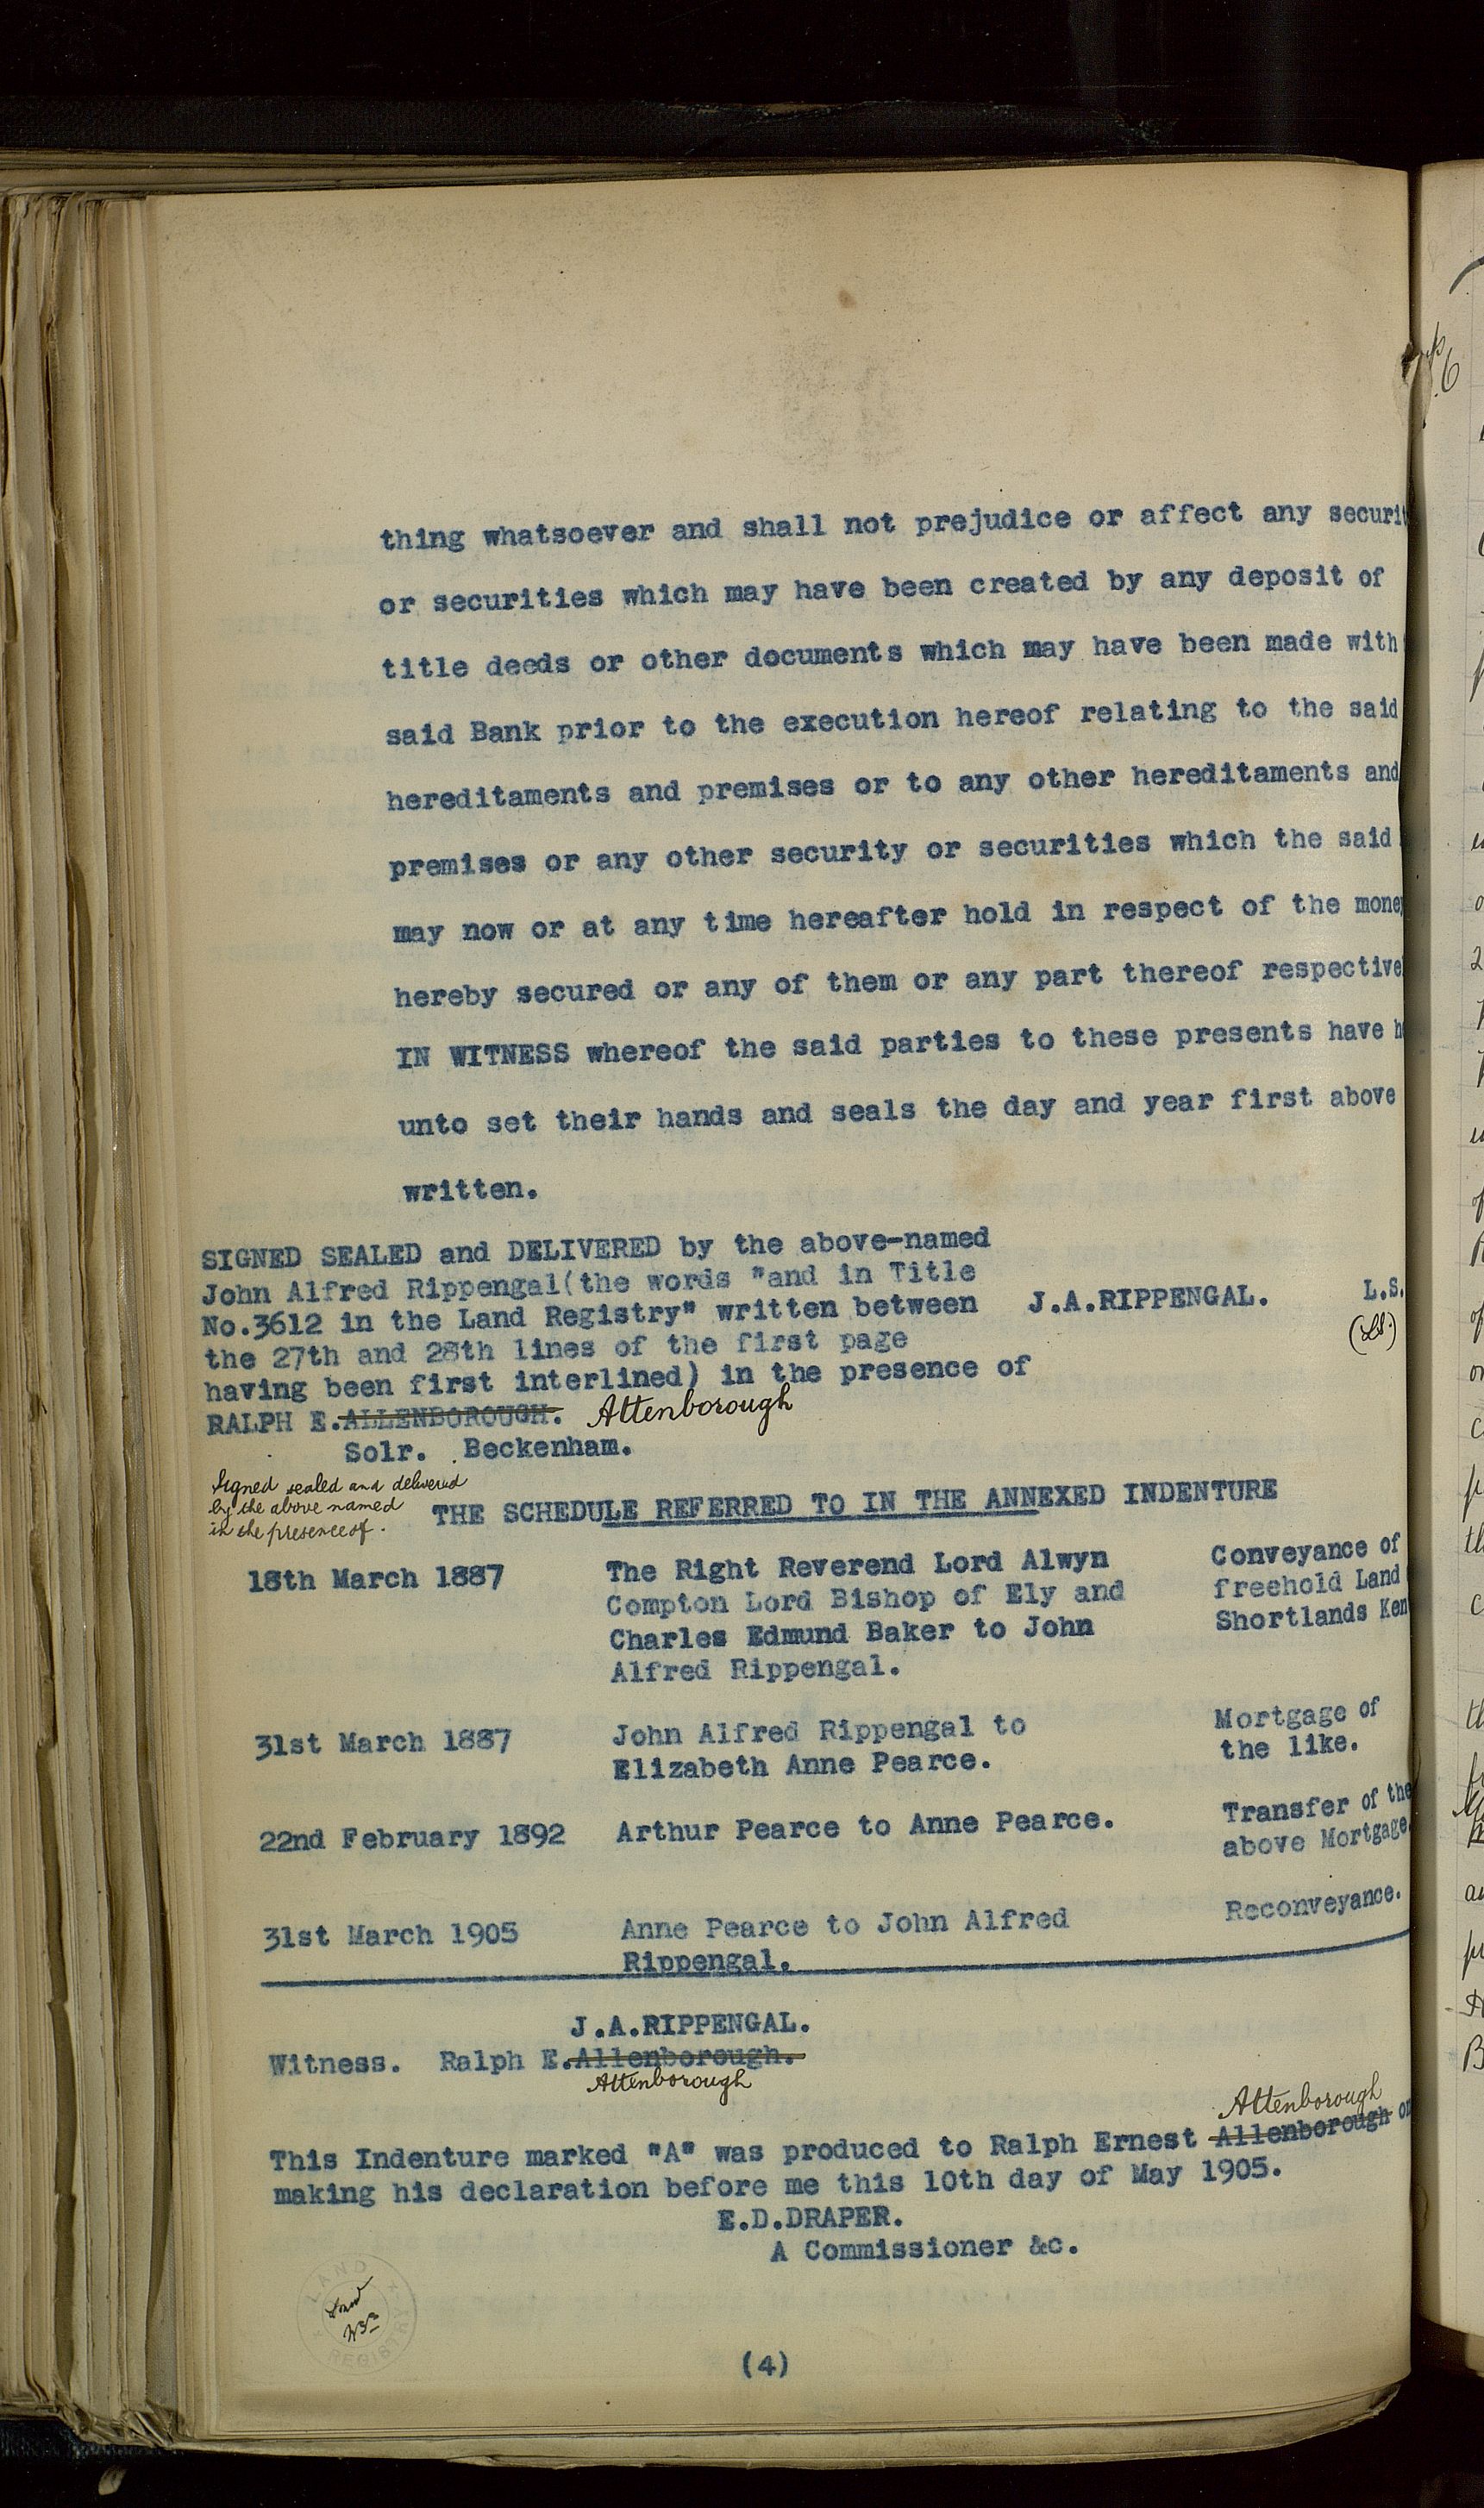 thing whatsoever and shall not prejudice or affect any securit
or securities which may have been created by any deposit of
title deeds or other documents which may have been made with
said Bank prior to the execution hereof relating to the said
hereditaments and premises or to any other hereditaments and
premises or any other security or securities which the said
may now or at any time hereafter hold in respect of the money
hereby secured or any of them or any part thereof respective
IN WITNESS whereof the said parties to these presents have h
unto set their hands and seals the day and year first above
written.
SIGNED SEALED and DELIVERED by the above-named
John Alfred Rippengal(the words "and in Title
No.3612 in the Land Registry" written between J.A.RIPPENGAL. L.S.
the 27th and 28th lines of the first page (LS.)
having been first interlined) in the presence of
RALPH E.ALLENBOROUGH. Attenborough
Solr. Beckenham.
Signed sealed and delivered
by the above named
in the presence of.
THE SCHEDULE REFERRED TO IN THE ANNEXED INDENTURE
18th March 1887 The Right Reverend Lord Alwyn Conveyance of
Compton Lord Bishop of Ely and freehold Land
Charles Edmund Baker to John Shortlands Ken
Alfred Rippengal.
31st March 1887 John Alfred Rippengal to Mortgage of
Elizabeth Anne Pearce. the like.
22nd February 1892 Arthur Pearce to Anne Pearce. Transfer of the
above Mortgage.
31st March 1905 Anne Pearce to John Alfred Reconveyance.
Rippengal.
J.A.RIPPENGAL.
Witness. Ralph E.Allenborough.
Attenborough
Attenborough
This Indenture marked "A" was produced to Ralph Ernest Allenborough on
making his declaration before me this 10th day of May 1905.
E.D.DRAPER.
A Commissioner &c.
LAND
REGISTRY
(4)